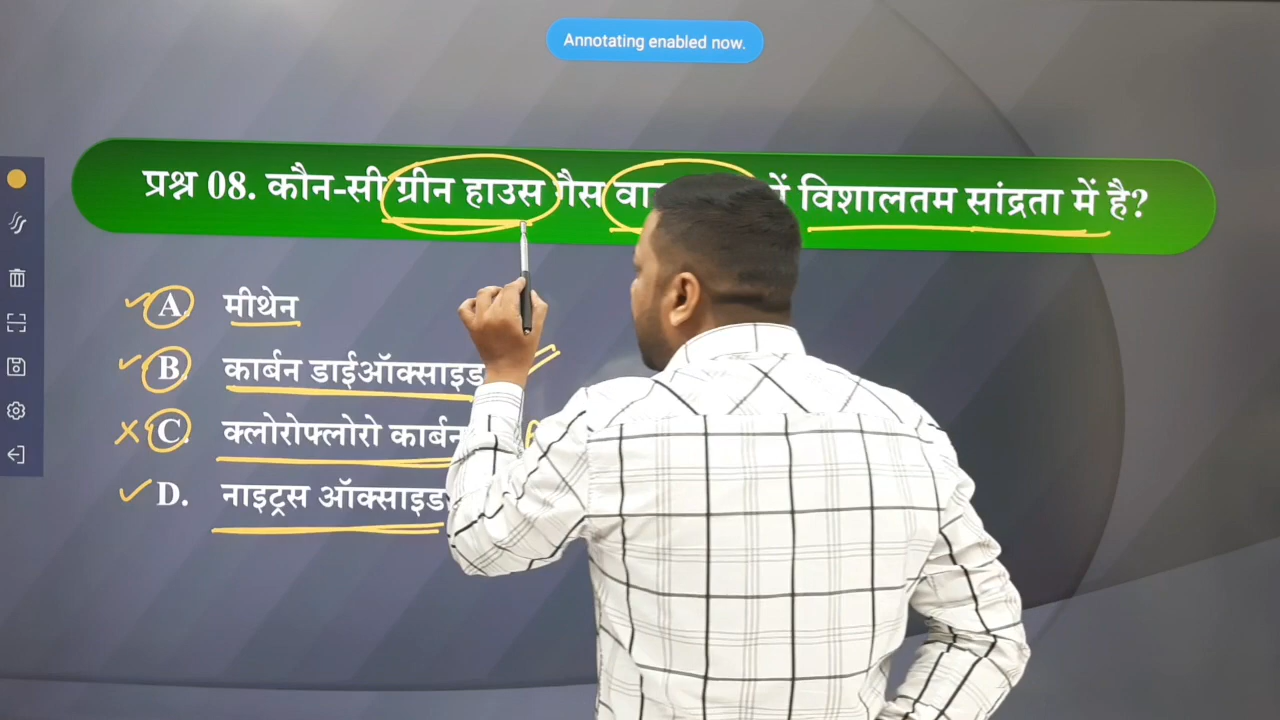 Annotating enabled now.
प्रश्न 08. कौन-सी ग्रीन हाउस गैस में विशालतम सांद्रता में है?
A. मीथेन
B. कार्बन डाईऑक्साइड
C. क्लोरोफ्लोरो कार्बन
D. नाइट्रस ऑक्साइड